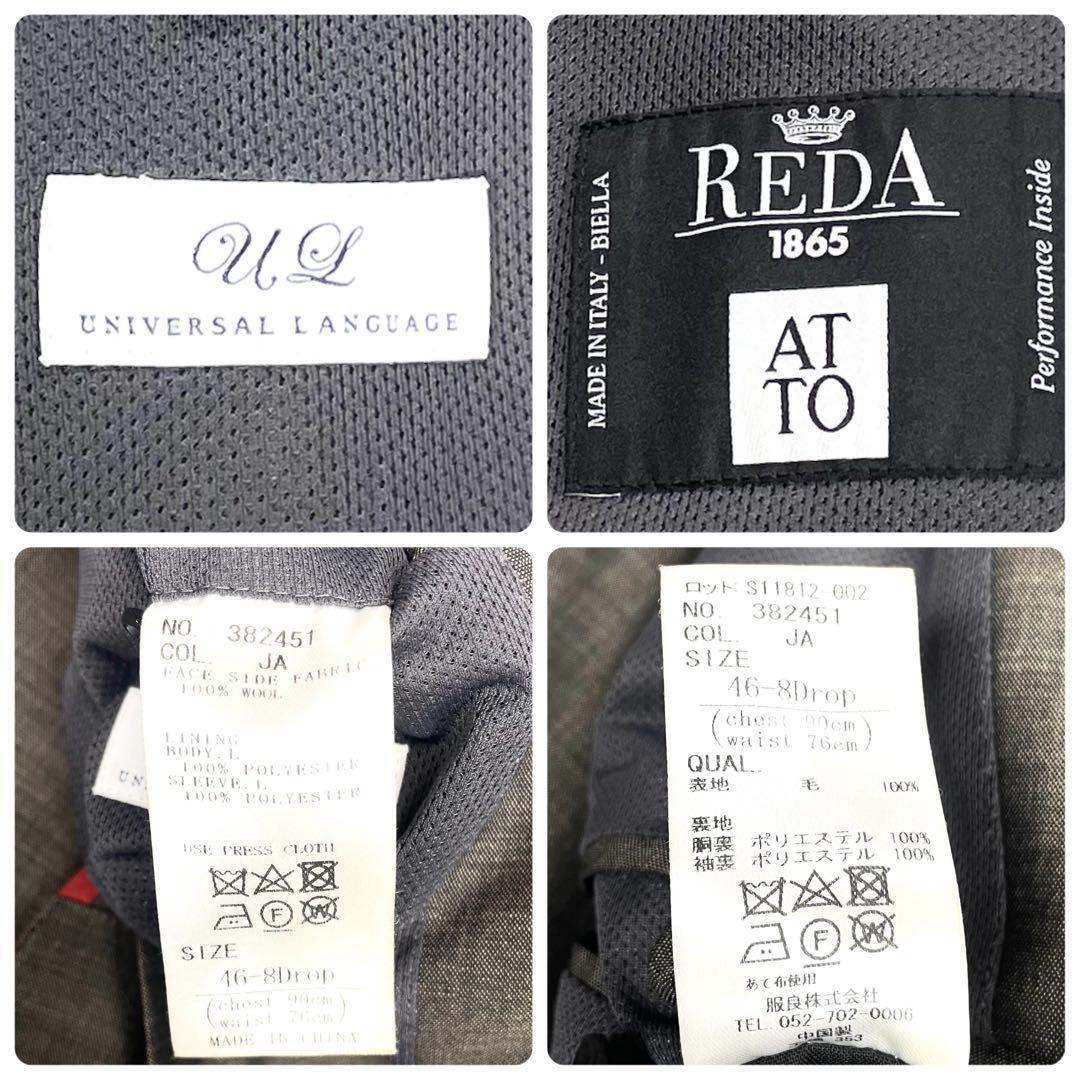 UL
UNIVERSAL LANGUAGE
REDA
1865
MADE IN ITALY - BIELLA
AT
TO
Performance Inside
NO. 382451
COL. JA
FACE SIDE FABRIC
100% WOOL
LINING
BODY.L
100% POLYESTER
SLEEVE.L
100% POLYESTER
UN
USE PRESS CLOTH
F W
SIZE
46-8Drop
(chest 90cm
waist 76cm)
MADE IN CHINA
ロット S11812-002
NO. 382451
COL. JA
SIZE
46-8Drop
(chest 90cm
waist 76cm)
QUAL.
表地 毛 100%
裏地
胴裏 ポリエステル 100%
袖裏 ポリエステル 100%
F W
あて布使用
服良株式会社
TEL. 052-702-0006
中国製
353